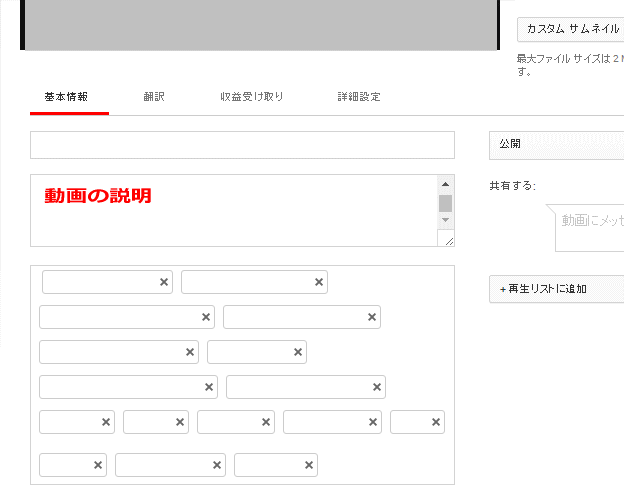 カスタム サムネイル
最大ファイル サイズは 2 M
す。
基本情報
翻訳
収益受け取り
詳細設定
公開
動画の説明
共有する:
動画にメッセ
+ 再生リストに追加